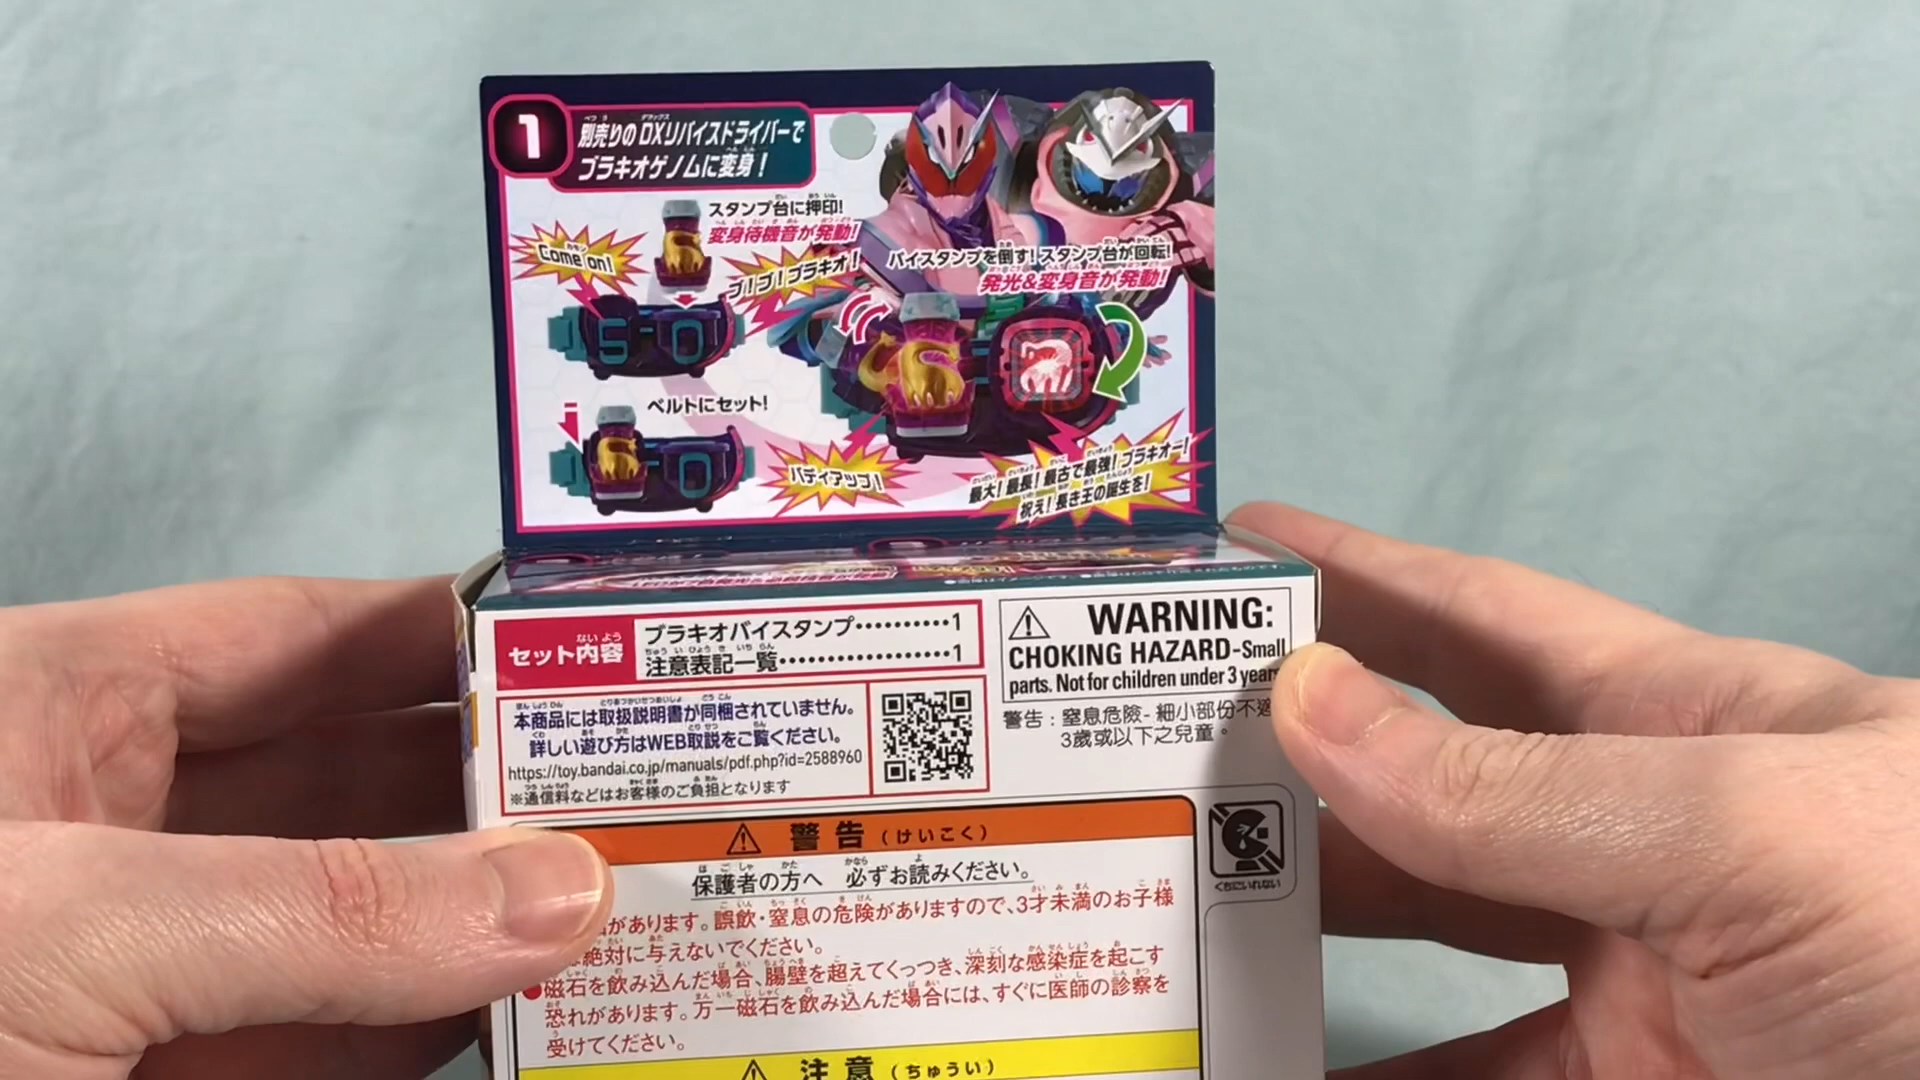 1
別売りのDXリバイスドライバーで
ブラキオゲノムに変身!
スタンプ台に押印!
変身待機音が発動!
Come on!
ブ!ブ!ブラキオ!
バイスタンプを倒す!スタンプ台が回転!
発光&変身音が発動!
ベルトにセット!
バディアップ!
最大!最長!最古で最強!ブラキオー!
祝え!長き王の誕生を!
セット内容
ブラキオバイスタンプ··········1
注意表記一覧··················1
本商品には取扱説明書が同梱されていません。
詳しい遊び方はWEB取説をご覧ください。
https://toy.bandai.co.jp/manuals/pdf.php?id=2588960
※通信料などはお客様のご負担となります
WARNING:
CHOKING HAZARD-Small
parts. Not for children under 3 years
警告:窒息危險-細小部份不適
3歲或以下之兒童。
くちにいれない
警告(けいこく)
保護者の方へ 必ずお読みください。
があります。誤飲・窒息の危険がありますので、3才未満のお子様
絶対に与えないでください。
●磁石を飲み込んだ場合、腸壁を超えてくっつき、深刻な感染症を起こす
恐れがあります。万一磁石を飲み込んだ場合には、すぐに医師の診察を
受けてください。
注意(ちゅうい)